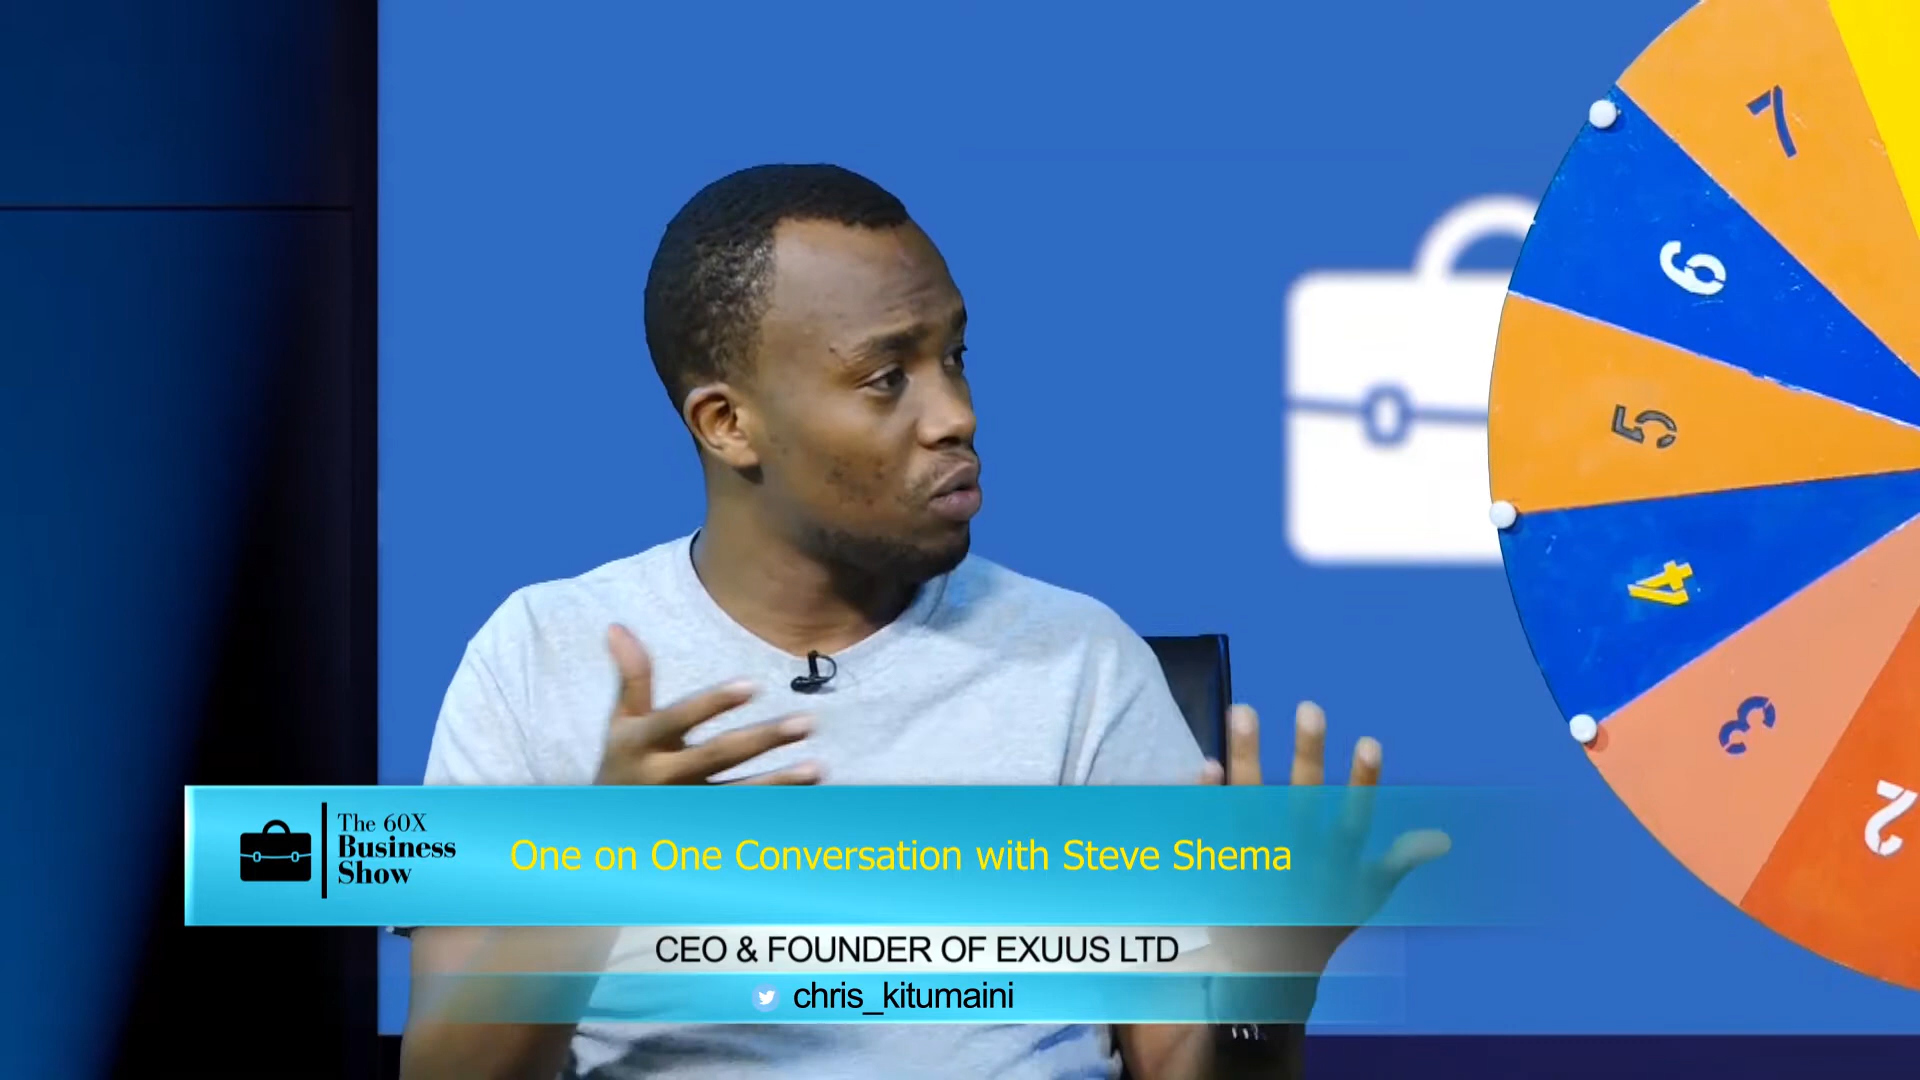 7
6
5
4
3
2
The 60X
Business
Show
One on One Conversation with Steve Shema
CEO & FOUNDER OF EXUUS LTD
chris_kitumaini